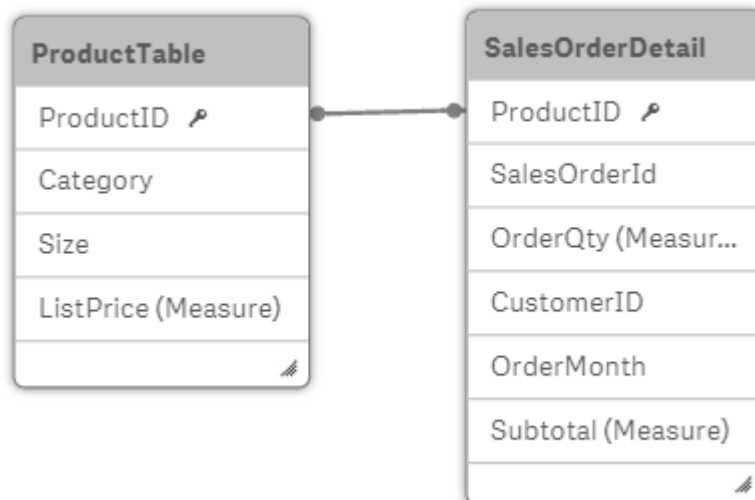 ProductTable
ProductID
Category
Size
ListPrice (Measure)
SalesOrderDetail
ProductID
SalesOrderId
OrderQty (Measur...
CustomerID
OrderMonth
Subtotal (Measure)